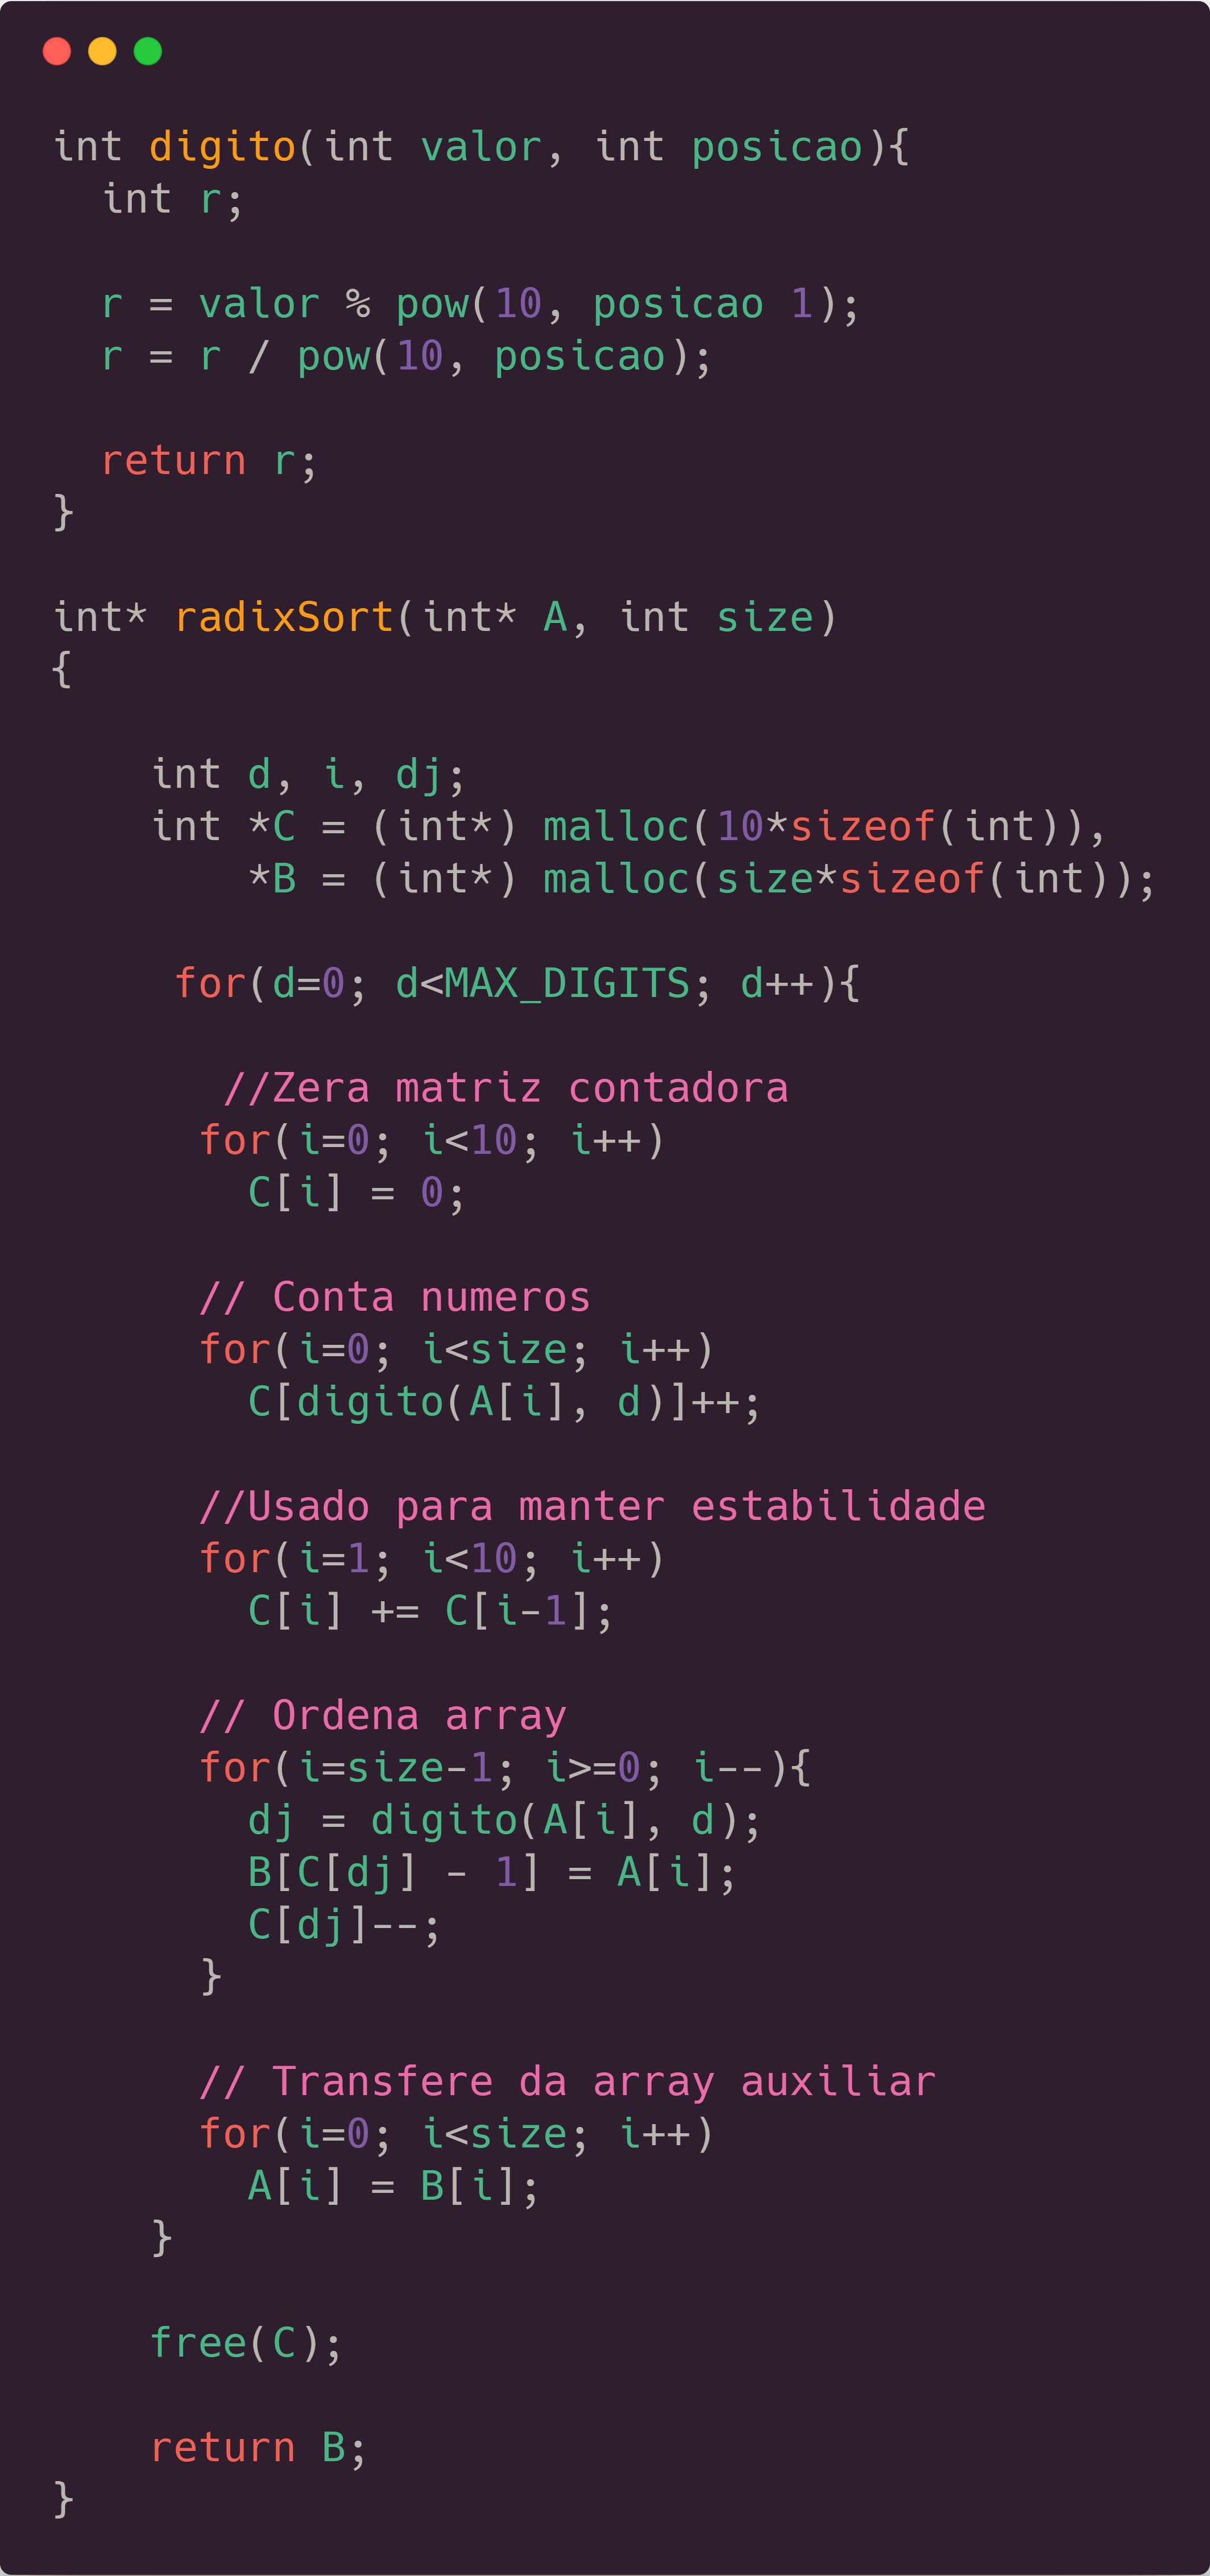 int digito(int valor, int posicao){
  int r;

  r = valor % pow(10, posicao 1);
  r = r / pow(10, posicao);

  return r;
}

int* radixSort(int* A, int size)
{

    int d, i, dj;
    int *C = (int*) malloc(10*sizeof(int)),
        *B = (int*) malloc(size*sizeof(int));

     for(d=0; d<MAX_DIGITS; d++){

       //Zera matriz contadora
      for(i=0; i<10; i++)
        C[i] = 0;

      // Conta numeros
      for(i=0; i<size; i++)
        C[digito(A[i], d)]++;

      //Usado para manter estabilidade
      for(i=1; i<10; i++)
        C[i] += C[i-1];

      // Ordena array
      for(i=size-1; i>=0; i--){
        dj = digito(A[i], d);
        B[C[dj] - 1] = A[i];
        C[dj]--;
      }

      // Transfere da array auxiliar
      for(i=0; i<size; i++)
        A[i] = B[i];
    }

    free(C);

    return B;
}